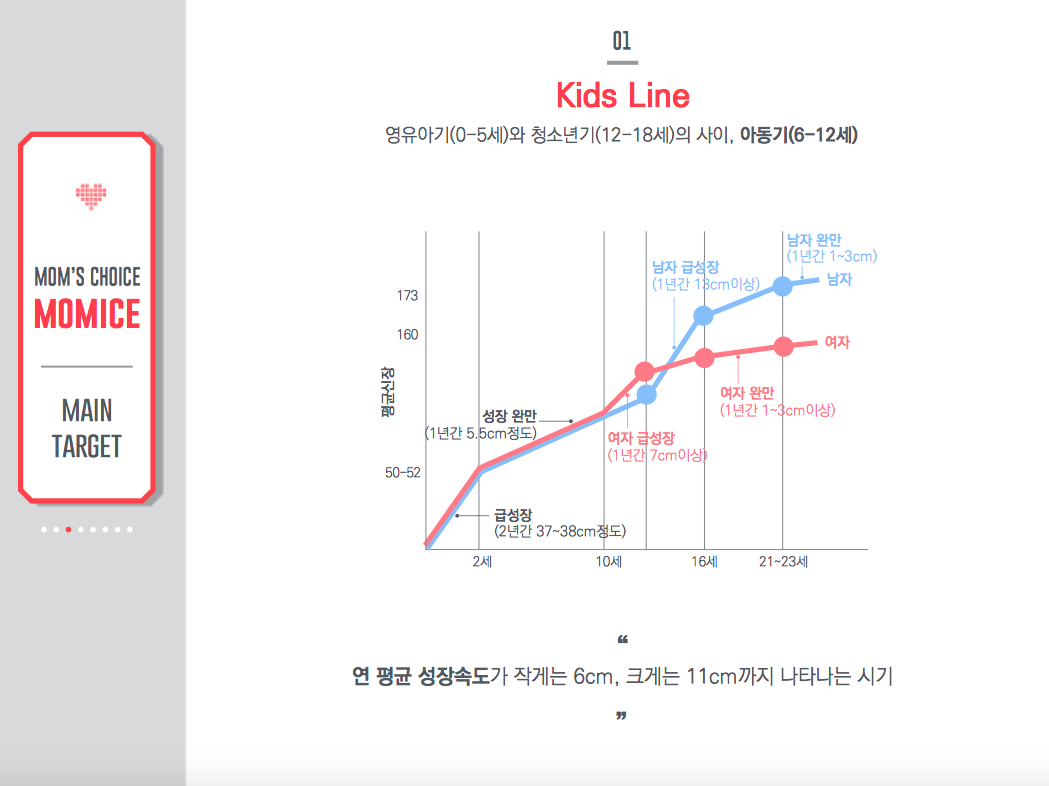 MOM'S CHOICE
MOMICE
MAIN
TARGET
01
Kids Line
영유아기(0-5세)와 청소년기(12-18세)의 사이, 아동기(6-12세)
남자 완만
(1년간 1~3cm)
남자 급성장
(1년간 13cm이상)
남자
173
160
여자
평균신장
여자 완만
(1년간 1~3cm이상)
성장 완만
(1년간 5.5cm정도)
여자 급성장
(1년간 7cm이상)
50-52
급성장
(2년간 37~38cm정도)
2세
10세
16세
21~23세
❝
연 평균 성장속도가 작게는 6cm, 크게는 11cm까지 나타나는 시기
❞